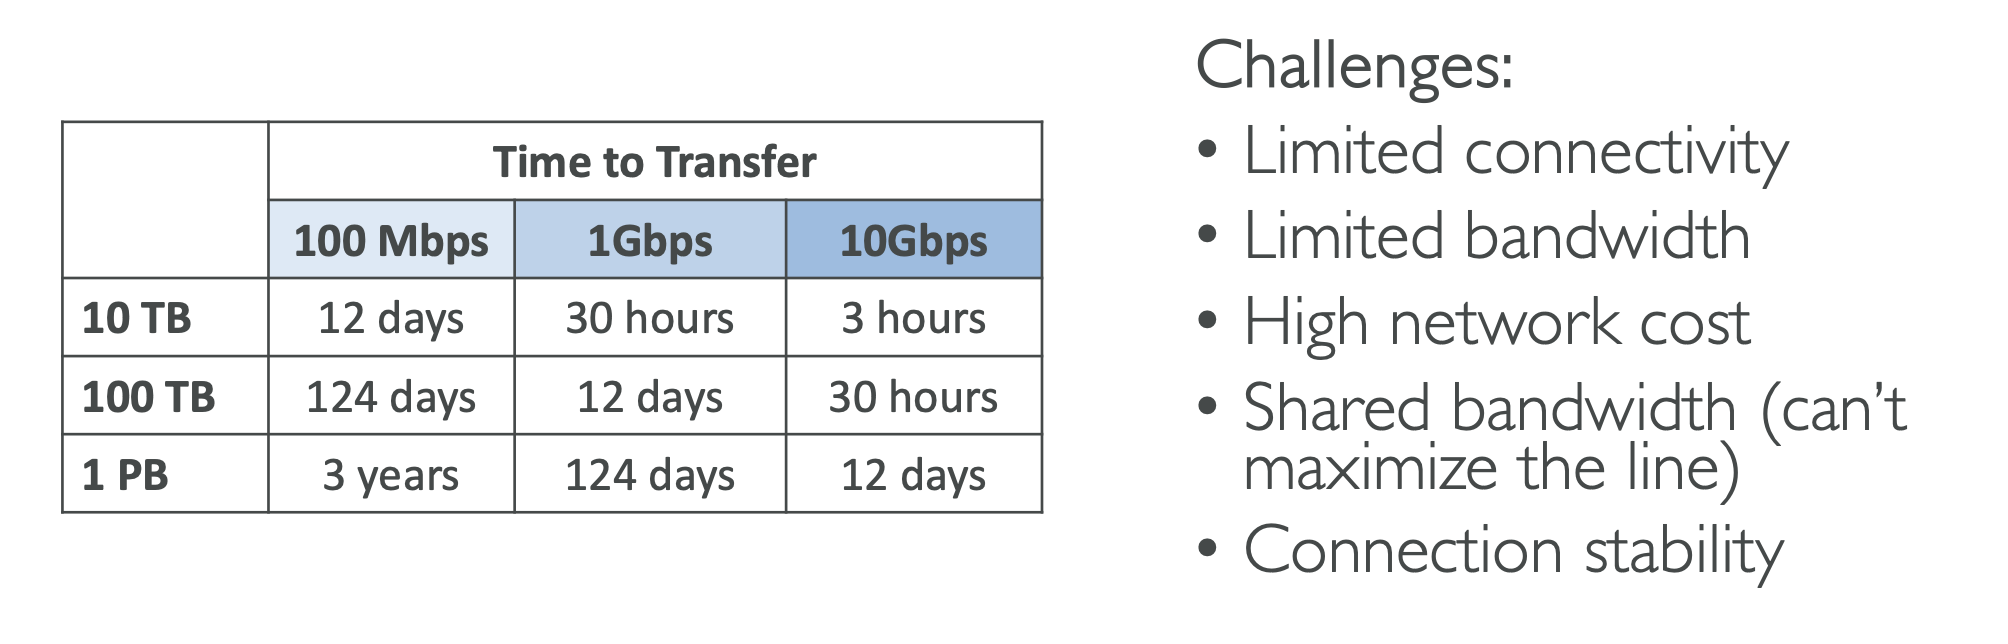 Time to Transfer
100 Mbps 1Gbps 10Gbps
10 TB 12 days 30 hours 3 hours
100 TB 124 days 12 days 30 hours
1 PB 3 years 124 days 12 days
Challenges:
• Limited connectivity
• Limited bandwidth
• High network cost
• Shared bandwidth (can’t
maximize the line)
• Connection stability